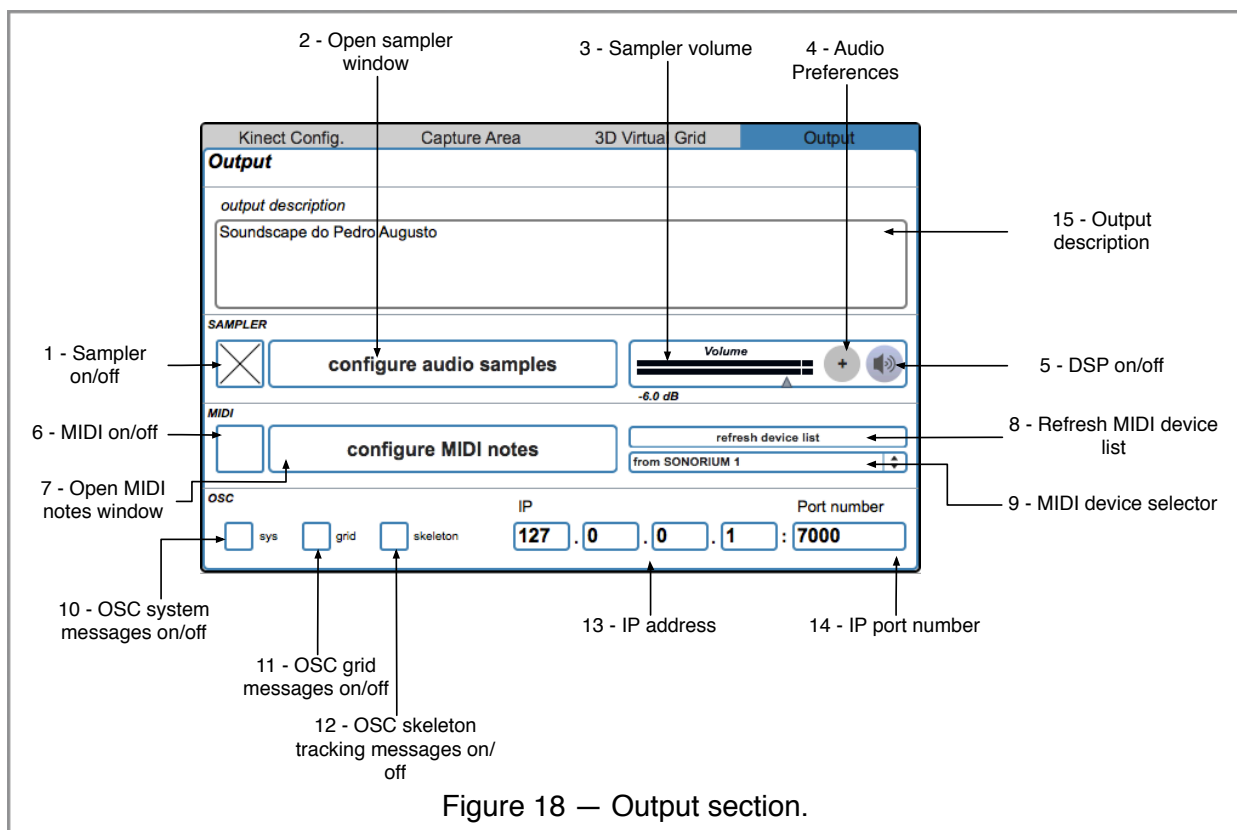 2 - Open sampler
window
3 - Sampler volume
4 - Audio
Preferences
Kinect Config.
Capture Area
3D Virtual Grid
Output
Output
output description
Soundscape do Pedro Augusto
15 - Output
description
SAMPLER
1 - Sampler
on/off
configure audio samples
Volume
+
-6.0 dB
5 - DSP on/off
MIDI
6 - MIDI on/off
configure MIDI notes
refresh device list
from SONORIUM 1
8 - Refresh MIDI device
list
7 - Open MIDI
notes window
9 - MIDI device selector
OSC
IP
Port number
sys
grid
skeleton
127 . 0 . 0 . 1 : 7000
10 - OSC system
messages on/off
11 - OSC grid
messages on/off
12 - OSC skeleton
tracking messages on/
off
13 - IP address
14 - IP port number
Figure 18 — Output section.